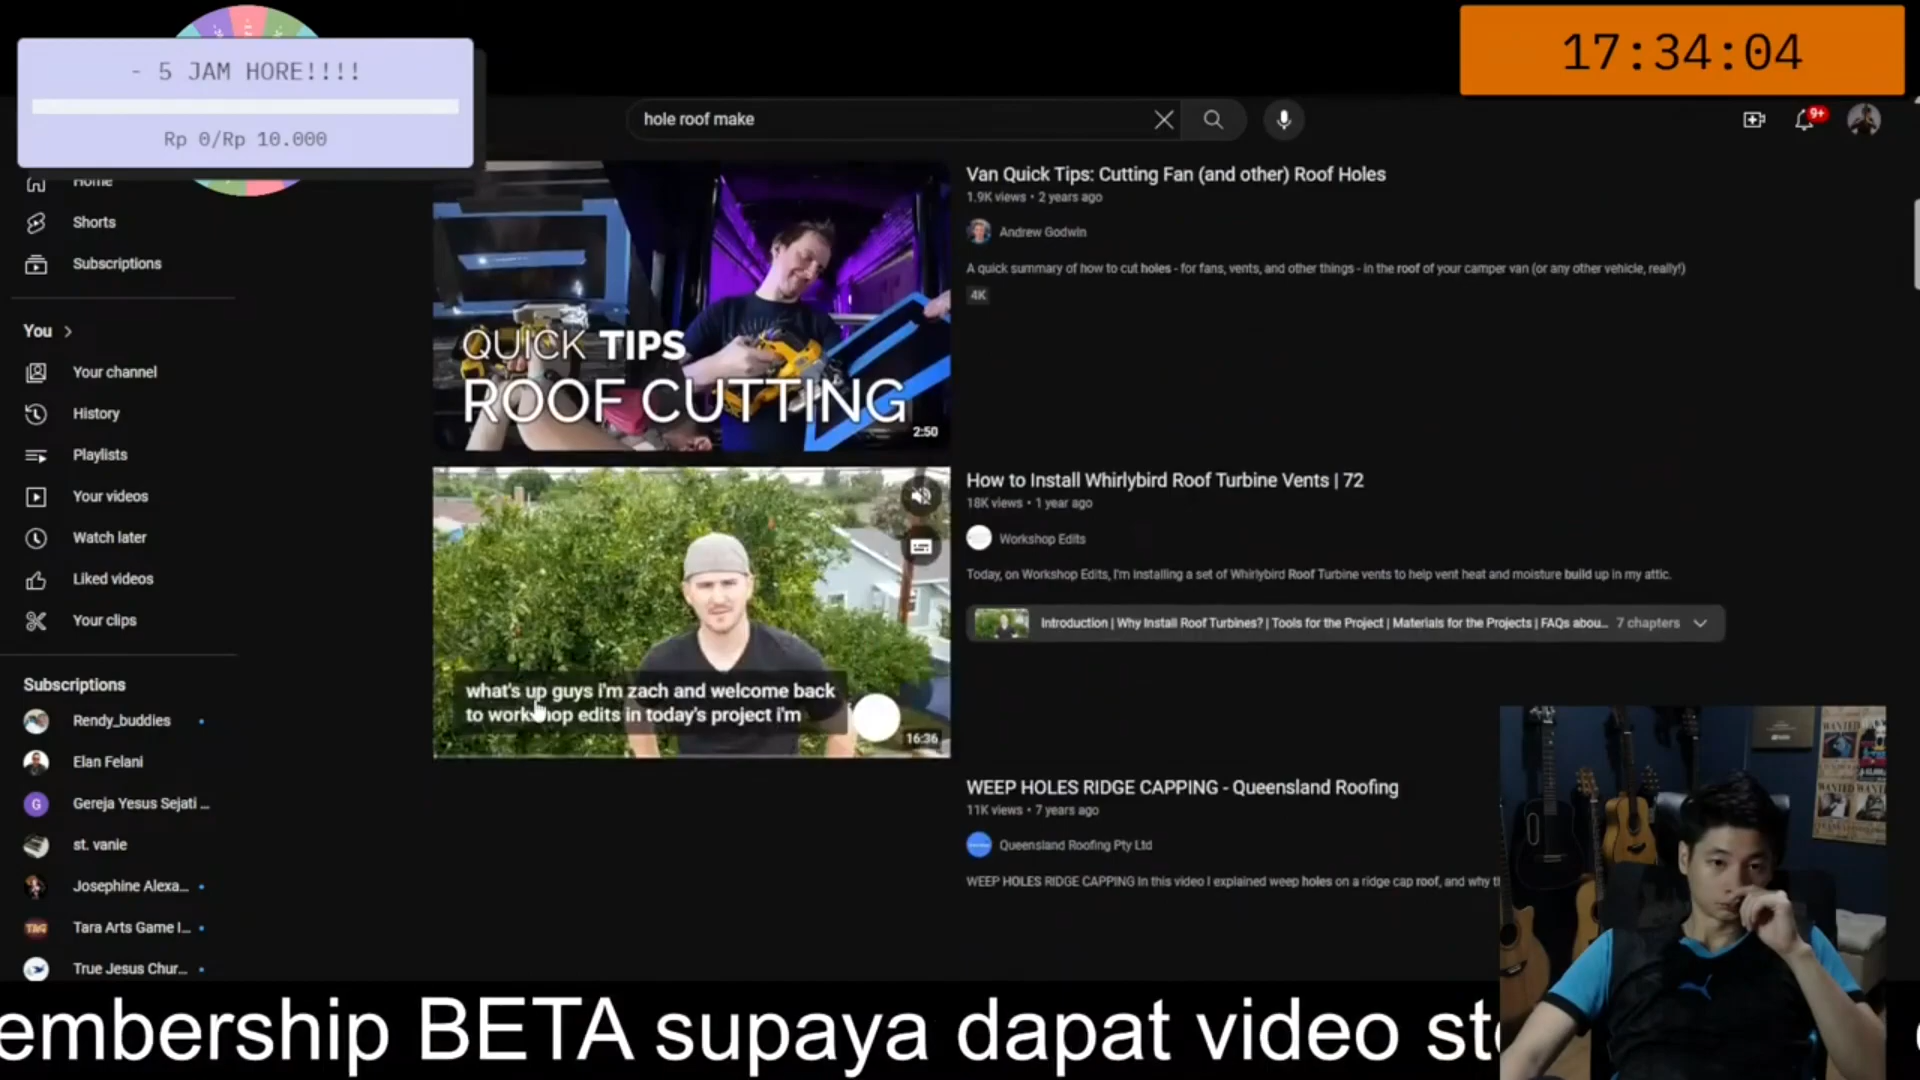 - 5 JAM HORE!!!!
Rp 0/Rp 10.000
17:34:04
hole roof make
9+
Home
Shorts
Subscriptions
You
Your channel
History
Playlists
Your videos
Watch later
Liked videos
Your clips
Subscriptions
Rendy_buddies
Elan Felani
G
Gereja Yesus Sejati ...
st. vanie
Josephine Alexa...
TAG
Tara Arts Game I...
True Jesus Chur...
QUICK TIPS
ROOF CUTTING
2:50
Van Quick Tips: Cutting Fan (and other) Roof Holes
1.9K views • 2 years ago
Andrew Godwin
A quick summary of how to cut holes - for fans, vents, and other things - in the roof of your camper van (or any other vehicle, really!)
4K
what's up guys i'm zach and welcome back
to workshop edits in today's project i'm
16:36
How to Install Whirlybird Roof Turbine Vents | 72
18K views • 1 year ago
Workshop Edits
Today, on Workshop Edits, I'm installing a set of Whirlybird Roof Turbine vents to help vent heat and moisture build up in my attic.
Introduction | Why Install Roof Turbines? | Tools for the Project | Materials for the Projects | FAQs abou... 7 chapters
WEEP HOLES RIDGE CAPPING - Queensland Roofing
11K views • 7 years ago
Queensland Roofing Pty Ltd
WEEP HOLES RIDGE CAPPING In this video I explained weep holes on a ridge cap roof, and why t
WANTED
WANTED
embership BETA supaya dapat video st